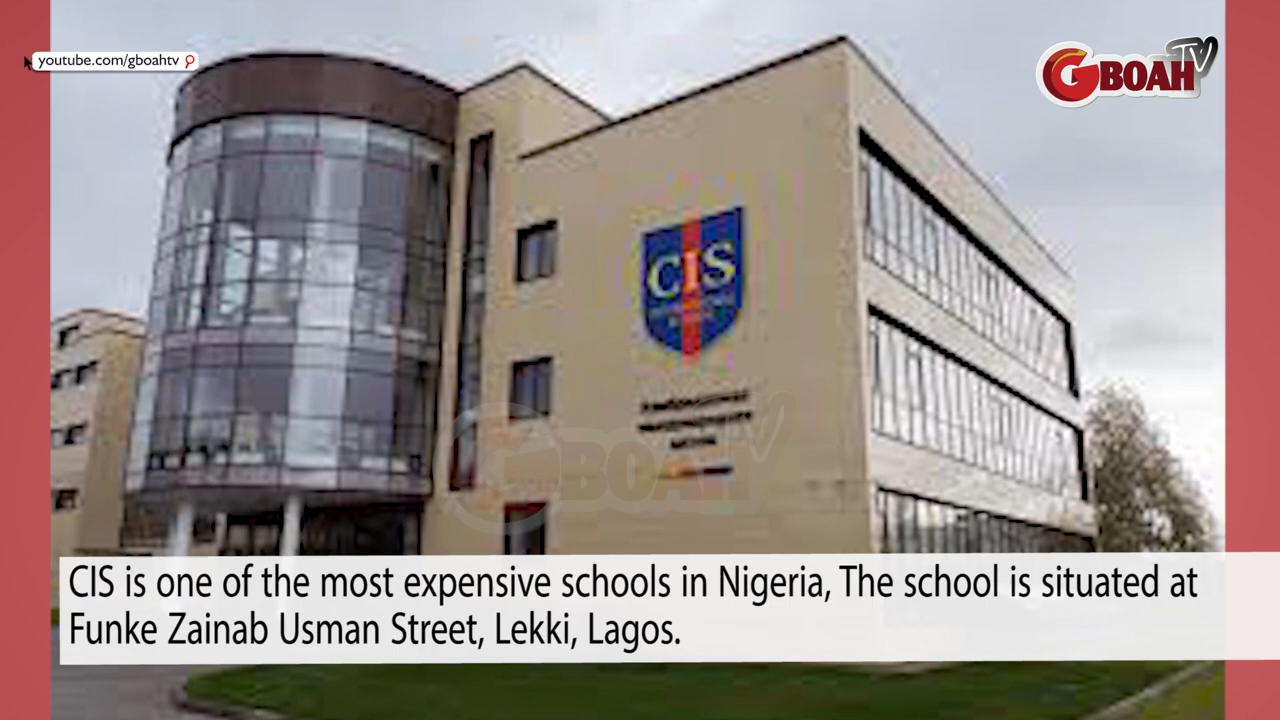 youtube.com/gboahtv
GBOAH TV
CIS
CIS is one of the most expensive schools in Nigeria, The school is situated at
Funke Zainab Usman Street, Lekki, Lagos.